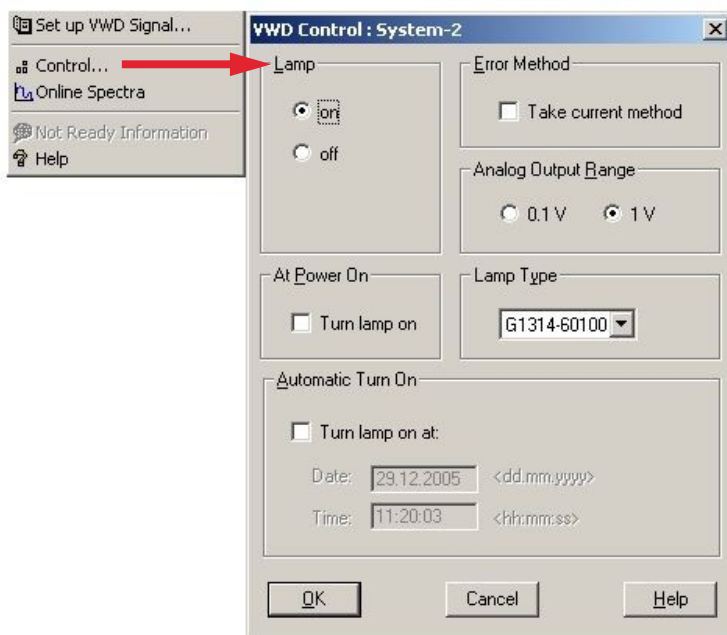 Set up VWD Signal...
Control...
Online Spectra
Not Ready Information
Help
VWD Control : System-2
Lamp
on
off
Error Method
Take current method
Analog Output Range
0.1 V 1 V
At Power On
Turn lamp on
Lamp Type
G1314-60100
Automatic Turn On
Turn lamp on at:
Date: 29.12.2005 <dd.mm.yyyy>
Time: 11:20:03 <hh:mm:ss>
OK Cancel Help